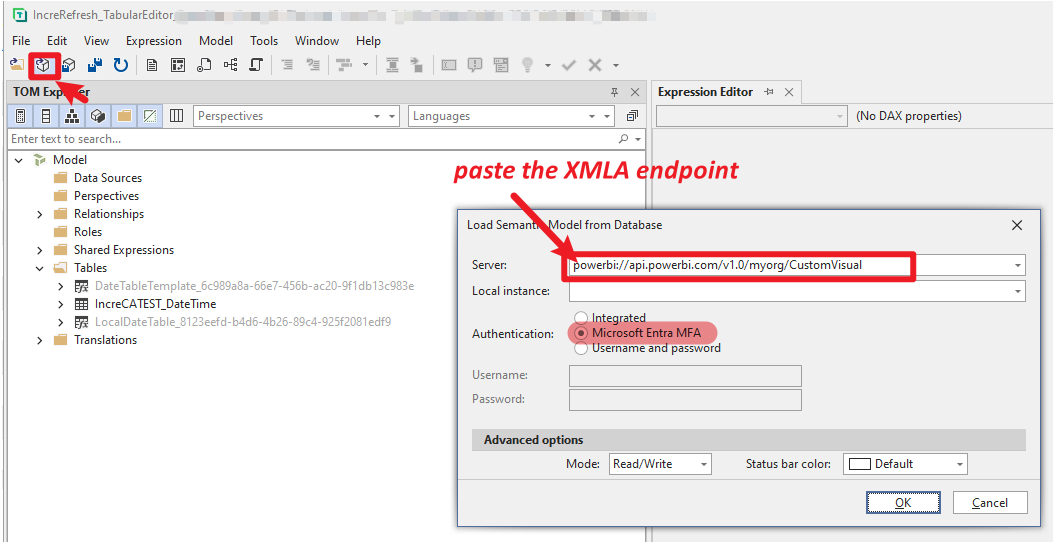 IncreRefresh_TabularEditor
File Edit View Expression Model Tools Window Help
TOM Explorer
Expression Editor
Perspectives
Languages
(No DAX properties)
Enter text to search...
Model
Data Sources
Perspectives
Relationships
Roles
Shared Expressions
Tables
DateTableTemplate_6c989a8a-66e7-456b-ac20-9f1db13c983e
IncreCATEST_DateTime
LocalDateTable_8123eefd-b4d6-4b26-89c4-925f2081edf9
Translations
paste the XMLA endpoint
Load Semantic Model from Database
Server:
powerbi://api.powerbi.com/v1.0/myorg/CustomVisual
Local instance:
Authentication:
Integrated
Microsoft Entra MFA
Username and password
Username:
Password:
Advanced options
Mode: Read/Write
Status bar color: Default
OK
Cancel